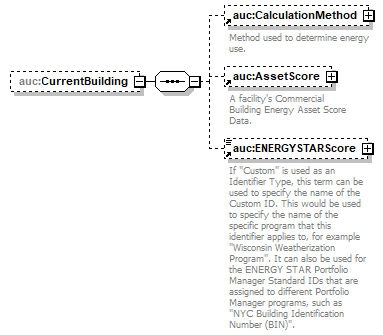 auc:CalculationMethod
Method used to determine energy
use.
auc:CurrentBuilding
auc:AssetScore
A facility's Commercial
Building Energy Asset Score
Data.
auc:ENERGYSTARScore
If "Custom" is used as an
Identifier Type, this term can be
used to specify the name of the
Custom ID. This would be used
to specify the name of the
specific program that this
identifier applies to, for example
"Wisconsin Weatherization
Program". It can also be used for
the ENERGY STAR Portfolio
Manager Standard IDs that are
assigned to different Portfolio
Manager programs, such as
"NYC Building Identification
Number (BIN)".